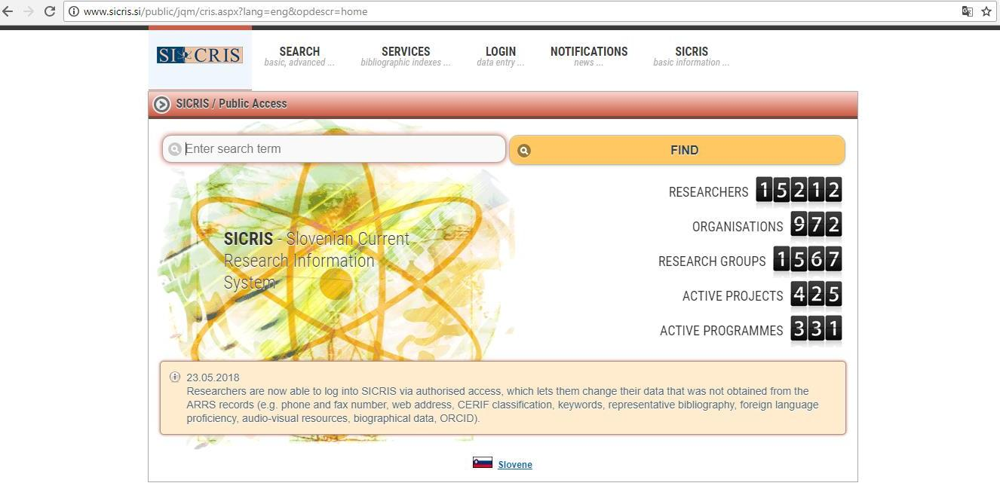 www.sicris.si/public/jqm/cris.aspx?lang=eng&opdescr=home
SICRIS
SEARCH
basic, advanced ...
SERVICES
bibliographic indexes ...
LOGIN
data entry ...
NOTIFICATIONS
news ...
SICRIS
basic information ...
SICRIS / Public Access
Enter search term
FIND
RESEARCHERS 15212
ORGANISATIONS 972
RESEARCH GROUPS 1567
ACTIVE PROJECTS 425
ACTIVE PROGRAMMES 331
SICRIS - Slovenian Current
Research Information
System
23.05.2018
Researchers are now able to log into SICRIS via authorised access, which lets them change their data that was not obtained from the
ARRS records (e.g. phone and fax number, web address, CERIF classification, keywords, representative bibliography, foreign language
proficiency, audio-visual resources, biographical data, ORCID).
Slovene